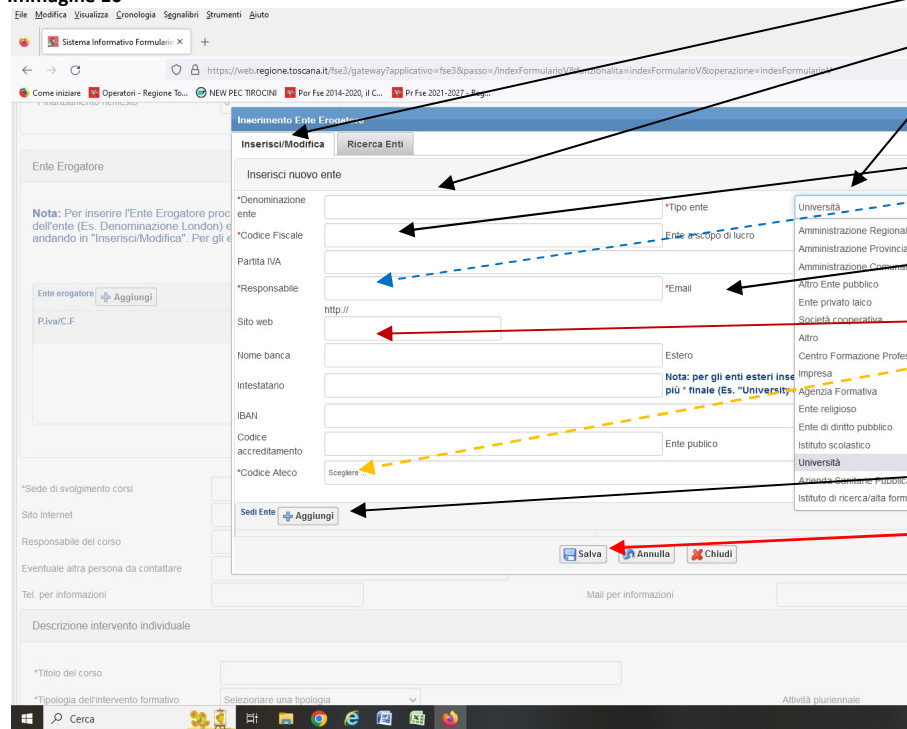 Immagine 20
File Modifica Visualizza Cronologia Segnalibri Strumenti Aiuto
Sistema Informativo Formulario × +
https://web.regione.toscana.it/fse3/gateway?applicativo=fse3&passo=/indexFormularioV&funzionalita=indexFormularioV&operazione=indexFormularioV
Come iniziare Operatori - Regione To... NEW PEC TIROCINI Por Fse 2014-2020, il C... Pr Fse 2021-2027 - Reg...
Finanziamento richiesto 0
Inserimento Ente Erogatore
Inserisci/Modifica Ricerca Enti
Ente Erogatore
Inserisci nuovo ente
*Denominazione
ente
*Tipo ente Università
Nota: Per inserire l'Ente Erogatore proc
dell'ente (Es. Denominazione London) e
andando in "Inserisci/Modifica". Per gli e
*Codice Fiscale Ente a scopo di lucro
Amministrazione Regional
Amministrazione Provincia
Partita IVA
Amministrazione Comunal
*Responsabile *Email
Altro Ente pubblico
Ente erogatore Aggiungi
Ente privato laico
http://
Sito web
Società cooperativa
P.iva/C.F
Altro
Nome banca Estero
Centro Formazione Profes
Intestatario
Nota: per gli enti esteri inse
più * finale (Es. "University
Impresa
Agenzia Formativa
IBAN
Ente religioso
Ente di diritto pubblico
Codice
accreditamento
Ente publico
Istituto scolastico
Università
*Codice Ateco Scegliere ...
Azienda Sanitarie Pubblica
Istituto di ricerca/alta form
*Sede di svolgimento corsi
Sedi Ente Aggiungi
Sito Internet
Responsabile del corso
Salva Annulla Chiudi
Eventuale altra persona da contattare
Tel. per informazioni Mail per informazioni
Descrizione intervento individuale
*Titolo del corso
*Tipologia dell'intervento formativo Selezionare una tipologia Attività pluriennale
Cerca